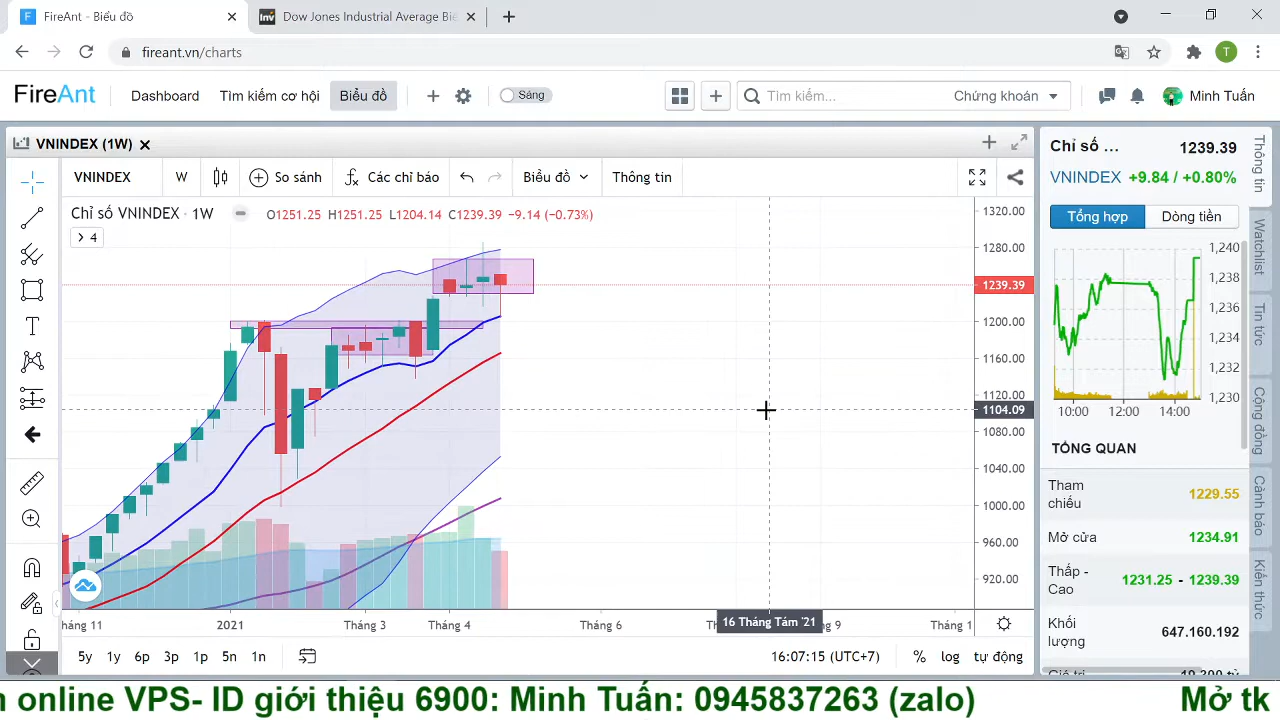 FireAnt - Biểu đồ
Dow Jones Industrial Average Biể
fireant.vn/charts
T
FireAnt
Dashboard
Tìm kiếm cơ hội
Biểu đồ
Sáng
Tìm kiếm...
Chứng khoán
Minh Tuấn
VNINDEX (1W)
VNINDEX
W
So sánh
Các chỉ báo
Biểu đồ
Thông tin
Chỉ số VNINDEX · 1W
O1251.25 H1251.25 L1204.14 C1239.39 −9.14 (−0.73%)
4
1320.00
1280.00
1239.39
1200.00
1160.00
1120.00
1104.09
1080.00
1040.00
1000.00
960.00
920.00
2021
Tháng 3
Tháng 4
Tháng 6
16 Tháng Tám '21
5y 1y 6p 3p 1p 5n 1n
16:07:15 (UTC+7)
% log tự động
Chỉ số ... 1239.39
VNINDEX +9.84 / +0.80%
Tổng hợp
Dòng tiền
1,240
1,238
1,236
1,234
1,232
1,230
10:00 12:00 14:00
TỔNG QUAN
Tham chiếu 1229.55
Mở cửa 1234.91
Thấp - Cao 1231.25 - 1239.39
Khối lượng 647.160.192
Thông tin
Watchlist
Tin tức
Cộng đồng
Cảnh báo
Kiến thức
online VPS- ID giới thiệu 6900: Minh Tuấn: 0945837263 (zalo)
Mở tk